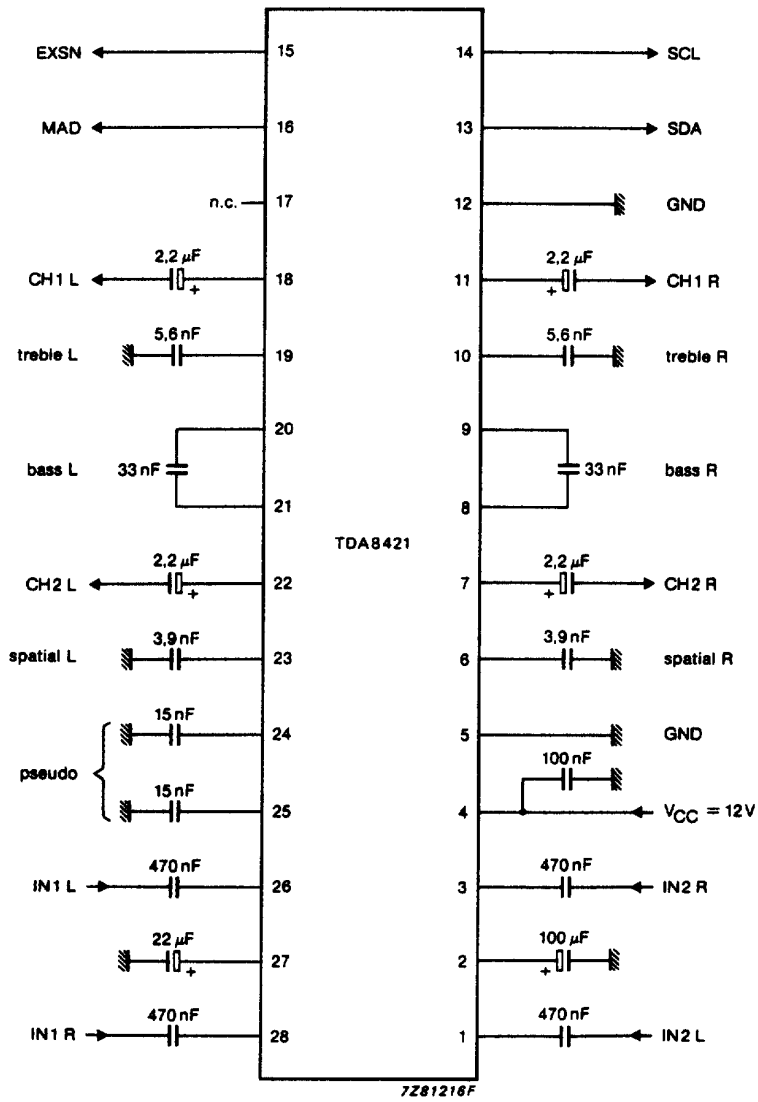 EXSN 15 14 SCL
MAD 16 13 SDA
n.c. 17 12 GND
2,2 μF 2,2 μF
CH1 L 18 11 CH1 R
+ +
5,6 nF 5,6 nF
treble L 19 10 treble R
20 9
bass L 33 nF 33 nF bass R
21 8
TDA8421
2,2 μF 2,2 μF
CH2 L 22 7 CH2 R
+ +
3,9 nF 3,9 nF
spatial L 23 6 spatial R
15 nF
24 5 GND
pseudo 100 nF
15 nF
25 4 VCC = 12 V
470 nF 470 nF
IN1 L 26 3 IN2 R
22 μF 100 μF
27 2
+ +
470 nF 470 nF
IN1 R 28 1 IN2 L
7Z81216F